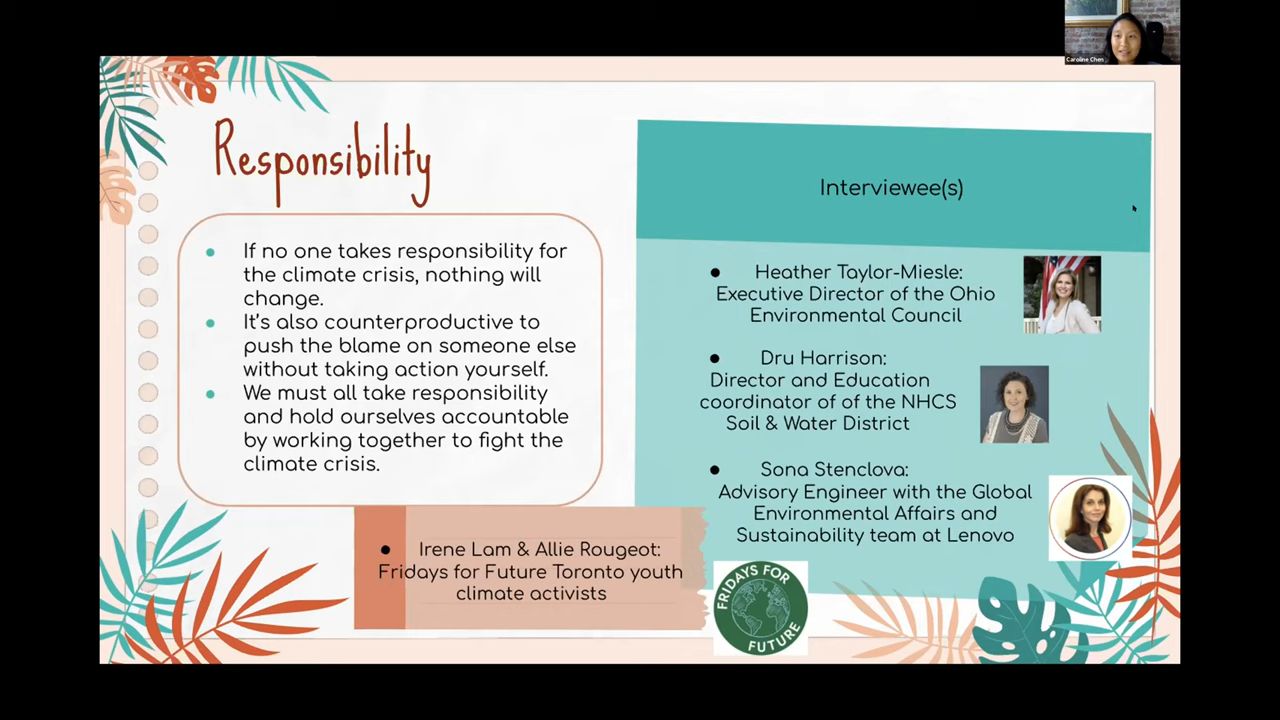 Caroline Chen
Responsibility
If no one takes responsibility for
the climate crisis, nothing will
change.
It's also counterproductive to
push the blame on someone else
without taking action yourself.
We must all take responsibility
and hold ourselves accountable
by working together to fight the
climate crisis.
Interviewee(s)
Heather Taylor-Miesle:
Executive Director of the Ohio
Environmental Council
Dru Harrison:
Director and Education
coordinator of of the NHCS
Soil & Water District
Sona Stenclova:
Advisory Engineer with the Global
Environmental Affairs and
Sustainability team at Lenovo
Irene Lam & Allie Rougeot:
Fridays for Future Toronto youth
climate activists
FRIDAYS FOR
FUTURE